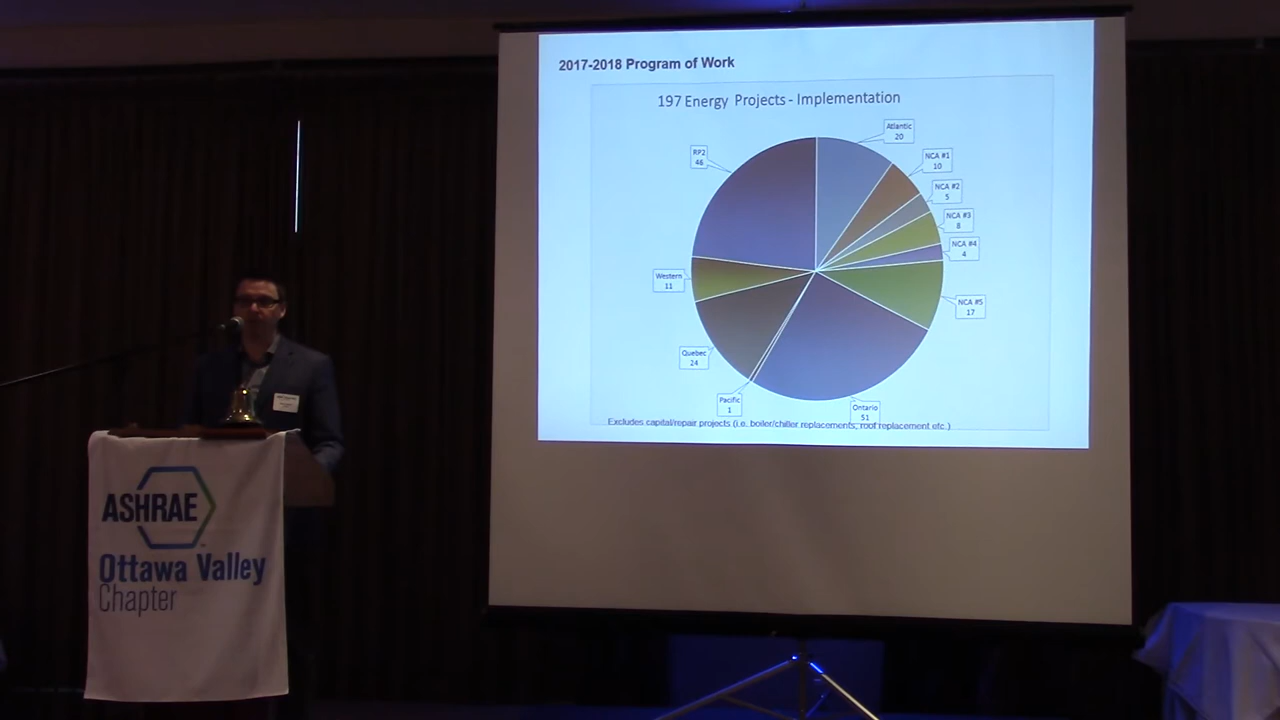 2017-2018 Program of Work
197 Energy Projects - Implementation
Atlantic
20
NCA #1
10
NCA #2
5
NCA #3
8
NCA #4
4
NCA #5
17
Ontario
51
Pacific
1
Quebec
24
Western
11
RP2
46
Excludes capital/repair projects (i.e. boiler/chiller replacements, roof replacement etc.)
ASHRAE
Ottawa Valley
Chapter